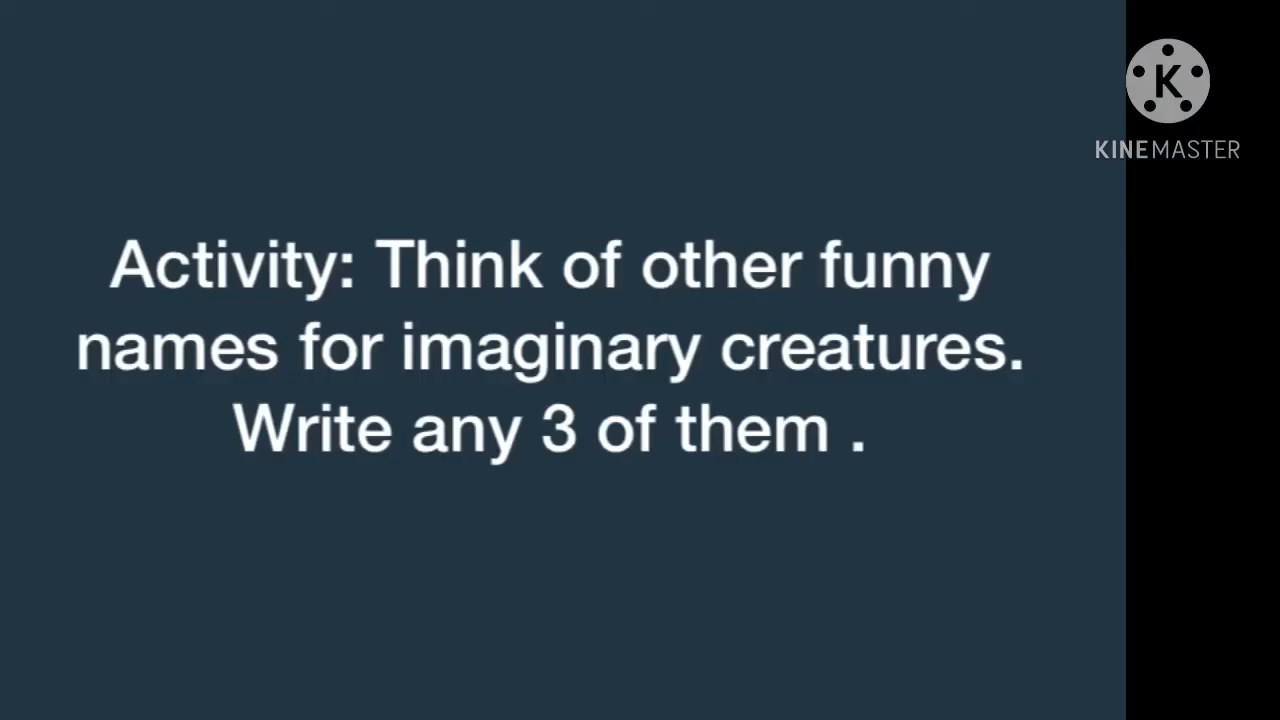 K
KINEMASTER
Activity: Think of other funny
names for imaginary creatures.
Write any 3 of them .